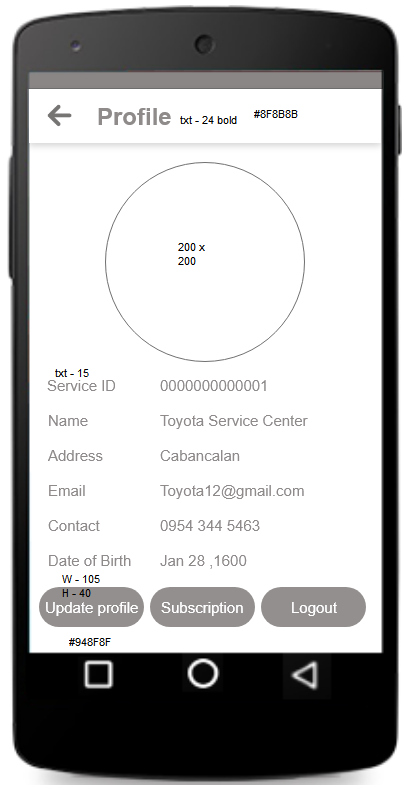 Profile txt - 24 bold #8F8B8B
200 x
200
txt - 15
Service ID 0000000000001
Name Toyota Service Center
Address Cabancalan
Email Toyota12@gmail.com
Contact 0954 344 5463
Date of Birth Jan 28 ,1600
W - 105
H - 40
Update profile Subscription Logout
#948F8F